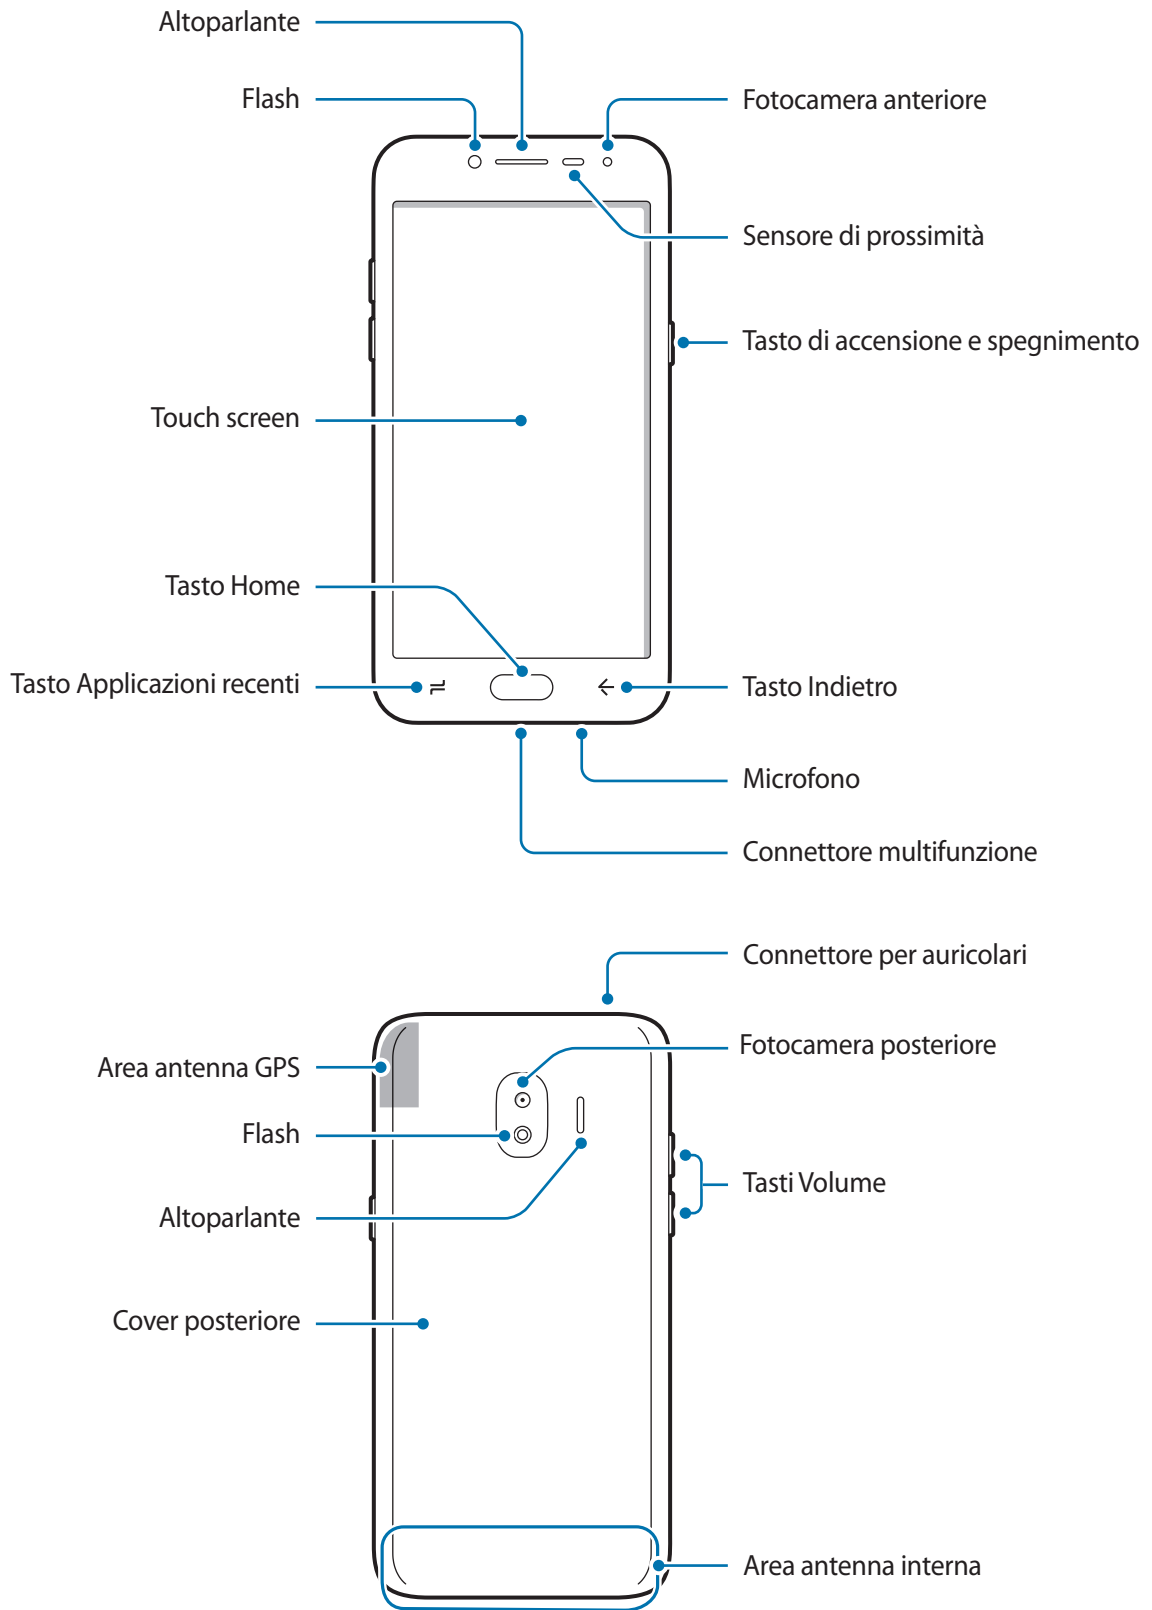 Altoparlante
Flash
Fotocamera anteriore
Sensore di prossimità
Tasto di accensione e spegnimento
Touch screen
Tasto Home
Tasto Applicazioni recenti
Tasto Indietro
Microfono
Connettore multifunzione
Connettore per auricolari
Fotocamera posteriore
Area antenna GPS
Flash
Tasti Volume
Altoparlante
Cover posteriore
Area antenna interna